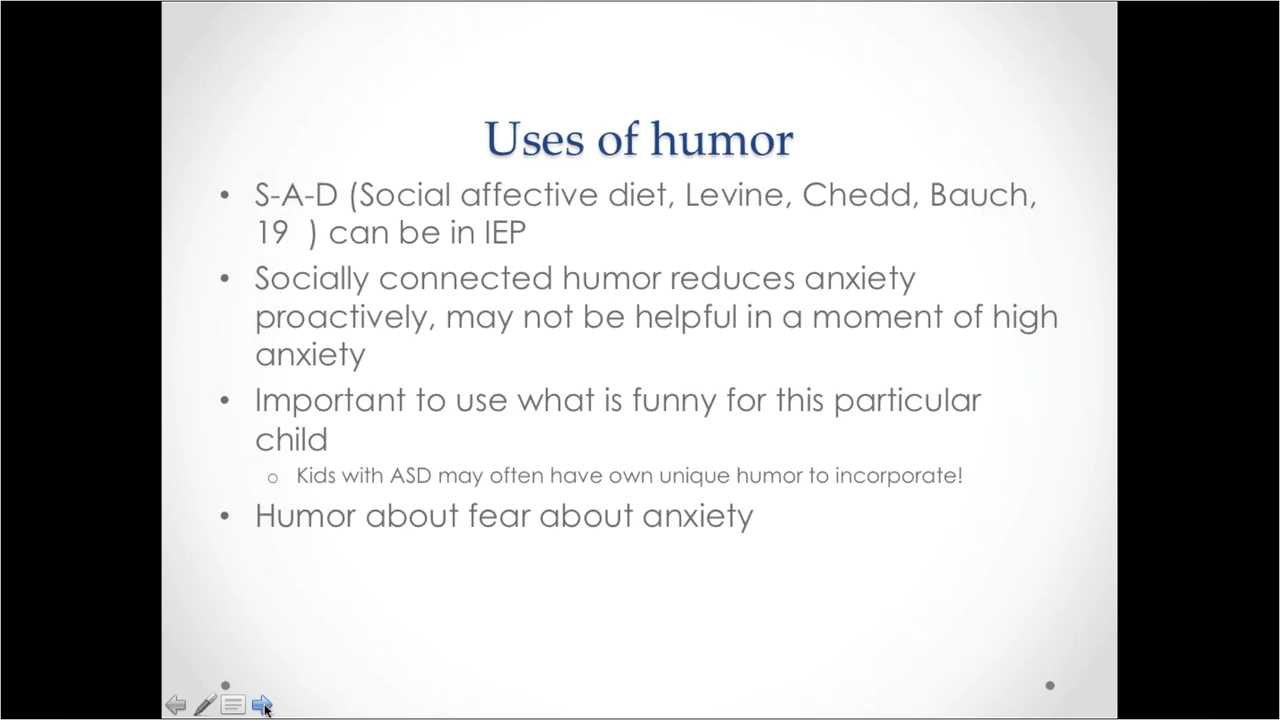 Uses of humor
• S-A-D (Social affective diet, Levine, Chedd, Bauch,
19  ) can be in IEP
• Socially connected humor reduces anxiety
proactively, may not be helpful in a moment of high
anxiety
• Important to use what is funny for this particular
child
o Kids with ASD may often have own unique humor to incorporate!
• Humor about fear about anxiety